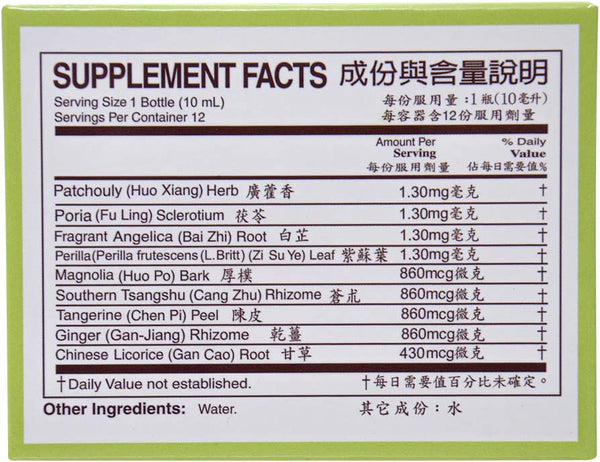 SUPPLEMENT FACTS 成份與含量說明
Serving Size 1 Bottle (10 mL) 每份服用量：1瓶(10毫升)
Servings Per Container 12 每容器含12份服用劑量
Amount Per % Daily
Serving Value
每份服用劑量 佔每日需要值%
Patchouly (Huo Xiang) Herb 廣藿香 1.30mg毫克 †
Poria (Fu Ling) Sclerotium 茯苓 1.30mg毫克 †
Fragrant Angelica (Bai Zhi) Root 白芷 1.30mg毫克 †
Perilla(Perilla frutescens (L.Britt) (Zi Su Ye) Leaf 紫蘇葉 1.30mg毫克 †
Magnolia (Huo Po) Bark 厚樸 860mcg微克 †
Southern Tsangshu (Cang Zhu) Rhizome 蒼朮 860mcg微克 †
Tangerine (Chen Pi) Peel 陳皮 860mcg微克 †
Ginger (Gan-Jiang) Rhizome 乾薑 860mcg微克 †
Chinese Licorice (Gan Cao) Root 甘草 430mcg微克 †
†Daily Value not established. †每日需要值百分比未確定。
Other Ingredients: Water. 其它成份：水